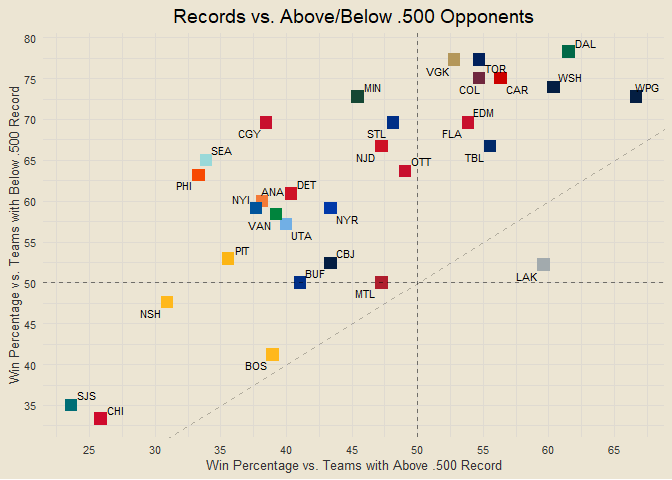 Records vs. Above/Below .500 Opponents
Win Percentage vs. Teams with Below .500 Record
80
75
70
65
60
55
50
45
40
35
DAL
VGK
TOR
WSH
COL
CAR
WPG
MIN
CGY
STL
EDM
FLA
NJD
TBL
SEA
OTT
PHI
NYI
ANA
DET
VAN
NYR
UTA
PIT
CBJ
LAK
BUF
MTL
NSH
BOS
SJS
CHI
25
30
35
40
45
50
55
60
65
Win Percentage vs. Teams with Above .500 Record